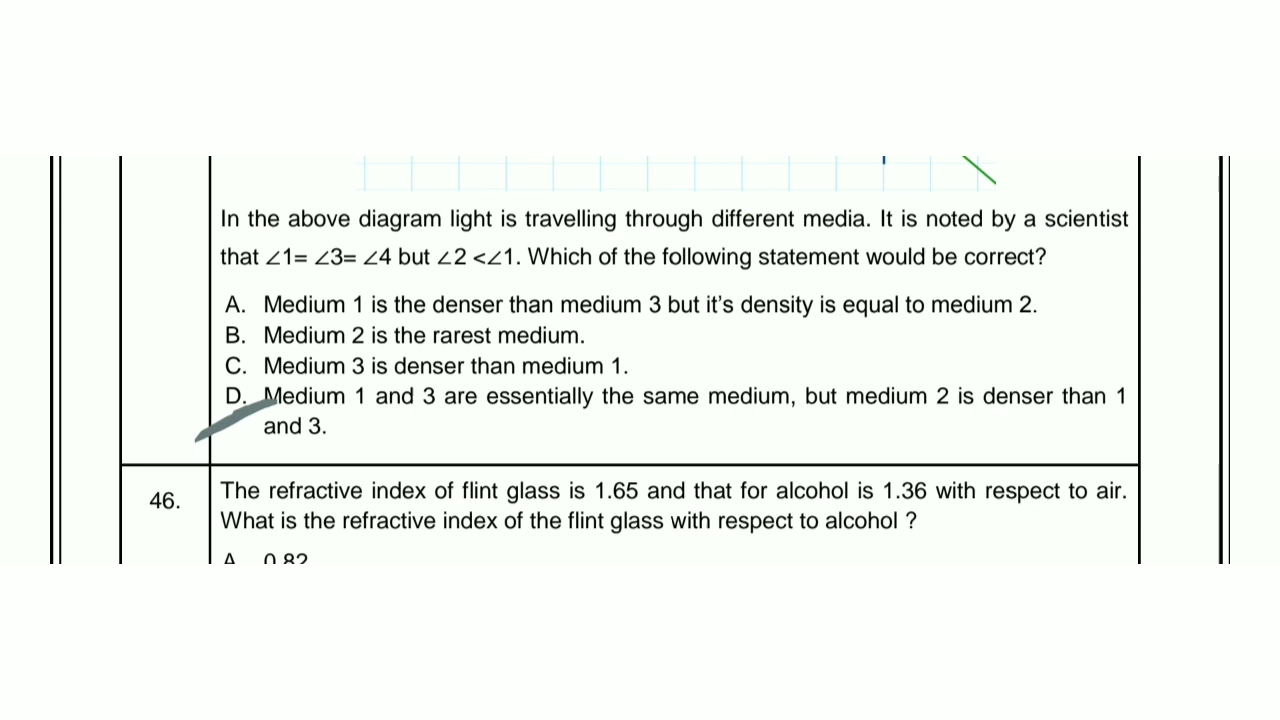 In the above diagram light is travelling through different media. It is noted by a scientist
that ∠1= ∠3= ∠4 but ∠2 <∠1. Which of the following statement would be correct?
A. Medium 1 is the denser than medium 3 but it’s density is equal to medium 2.
B. Medium 2 is the rarest medium.
C. Medium 3 is denser than medium 1.
D. Medium 1 and 3 are essentially the same medium, but medium 2 is denser than 1
and 3.
46.
The refractive index of flint glass is 1.65 and that for alcohol is 1.36 with respect to air.
What is the refractive index of the flint glass with respect to alcohol ?
A 0.82